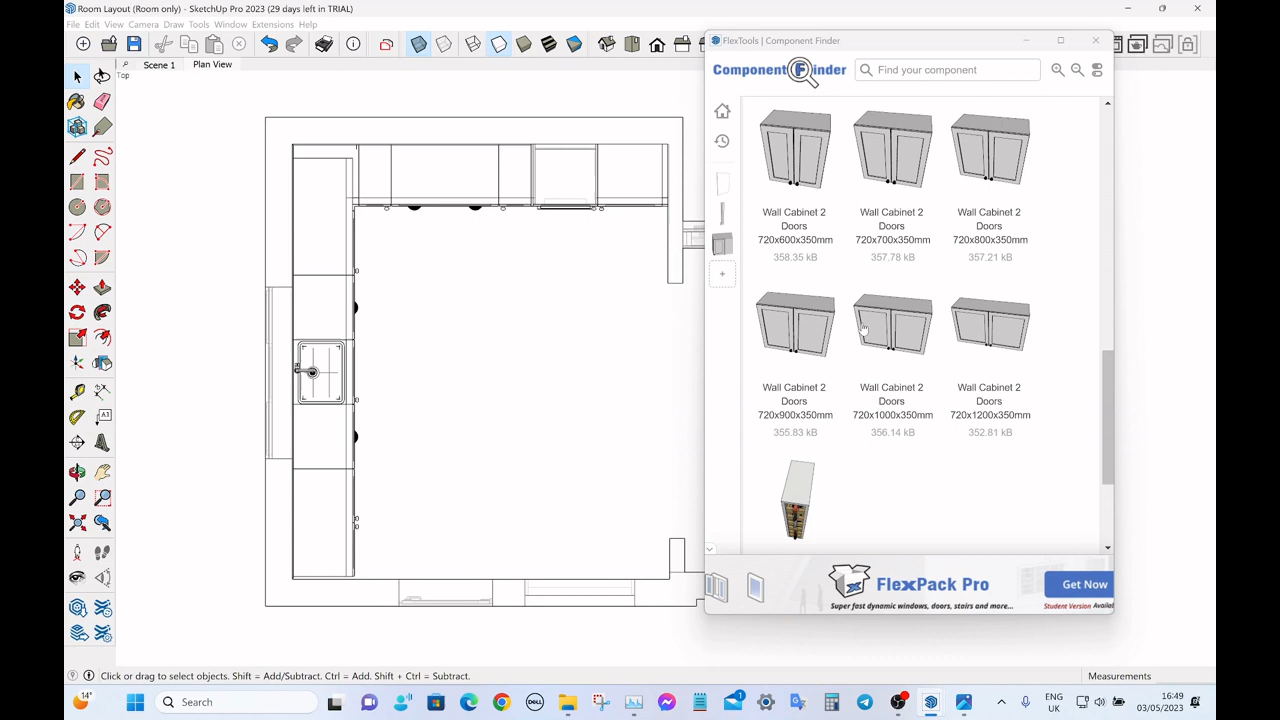 Room Layout (Room only) - SketchUp Pro 2023 (29 days left in TRIAL)
File Edit View Camera Draw Tools Window Extensions Help
Scene 1 Plan View
Top
FlexTools | Component Finder
Component Finder
Find your component
Wall Cabinet 2 Doors 720x600x350mm
358.35 kB
Wall Cabinet 2 Doors 720x700x350mm
357.78 kB
Wall Cabinet 2 Doors 720x800x350mm
357.21 kB
Wall Cabinet 2 Doors 720x900x350mm
355.83 kB
Wall Cabinet 2 Doors 720x1000x350mm
356.14 kB
Wall Cabinet 2 Doors 720x1200x350mm
352.81 kB
FlexPack Pro
Super fast dynamic windows, doors, stairs and more...
Get Now
Student Version
A1
Click or drag to select objects. Shift = Add/Subtract. Ctrl = Add. Shift + Ctrl = Subtract.
Measurements
14°
Search
DELL
ENG
UK
16:49
03/05/2023